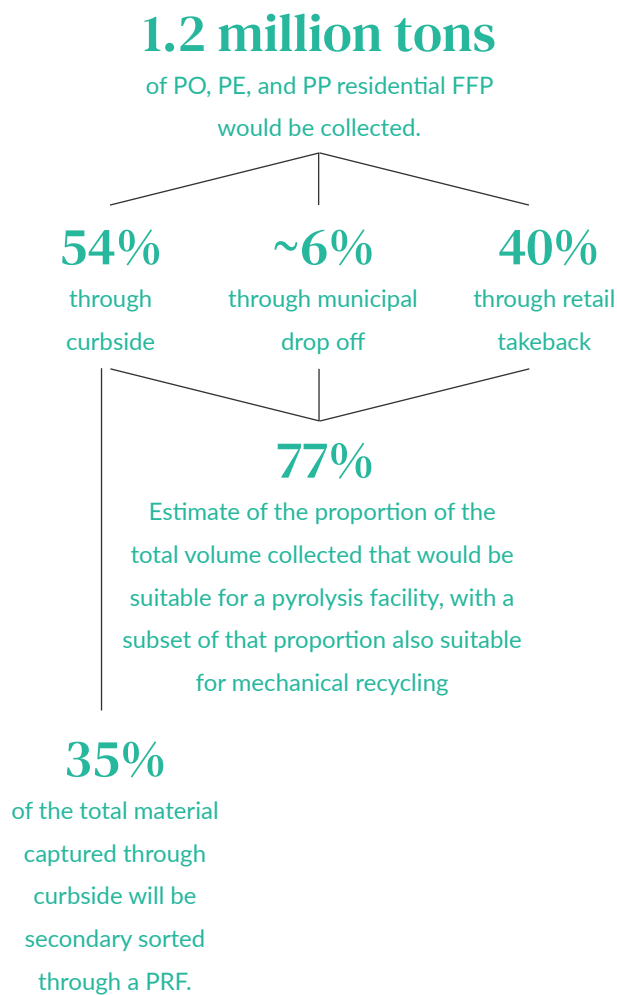 1.2 million tons
of PO, PE, and PP residential FFP
would be collected.
54%
through
curbside
~6%
through municipal
drop off
40%
through retail
takeback
77%
Estimate of the proportion of the
total volume collected that would be
suitable for a pyrolysis facility, with a
subset of that proportion also suitable
for mechanical recycling
35%
of the total material
captured through
curbside will be
secondary sorted
through a PRF.